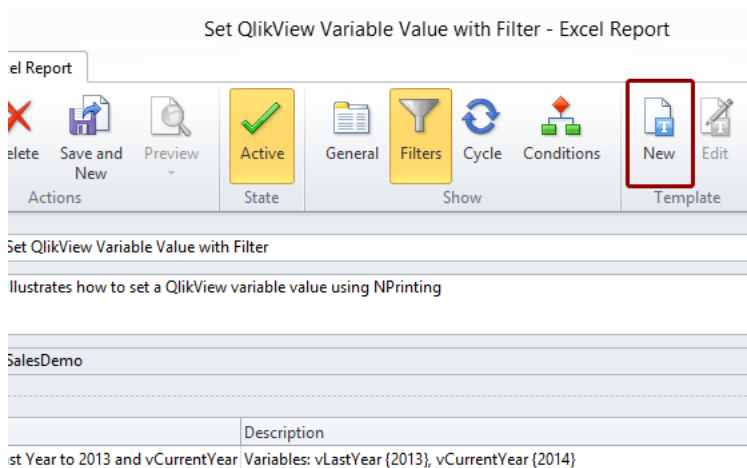 Set QlikView Variable Value with Filter - Excel Report
el Report
elete Save and New Preview Active General Filters Cycle Conditions New Edit
Actions State Show Template
Set QlikView Variable Value with Filter
Illustrates how to set a QlikView variable value using NPrinting
SalesDemo
Description
st Year to 2013 and vCurrentYear Variables: vLastYear {2013}, vCurrentYear {2014}